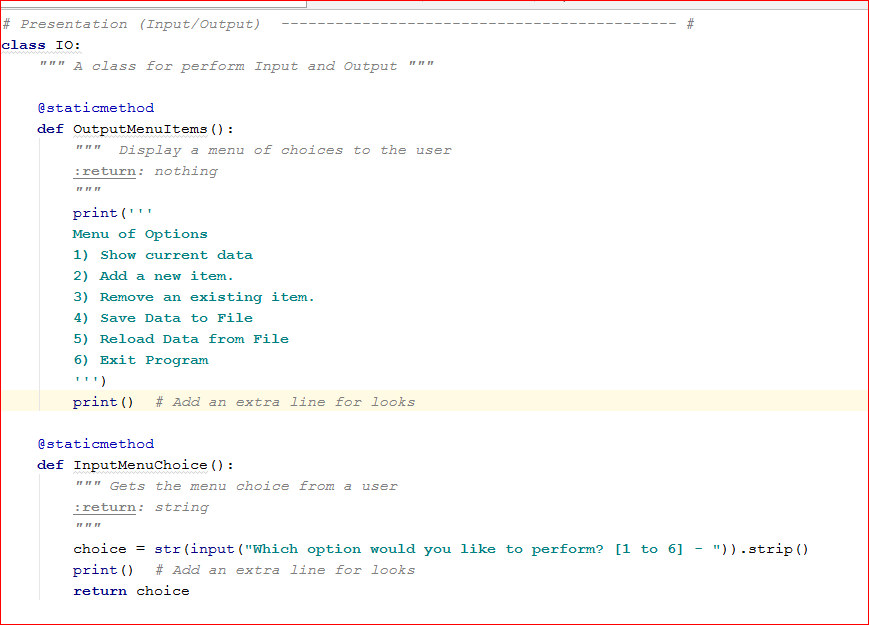 # Presentation (Input/Output)  -------------------------------------------- #
class IO:
    """ A class for perform Input and Output """

    @staticmethod
    def OutputMenuItems():
        """  Display a menu of choices to the user
        :return: nothing
        """
        print('''
        Menu of Options
        1) Show current data
        2) Add a new item.
        3) Remove an existing item.
        4) Save Data to File
        5) Reload Data from File
        6) Exit Program
        ''')
        print()  # Add an extra line for looks

    @staticmethod
    def InputMenuChoice():
        """ Gets the menu choice from a user
        :return: string
        """
        choice = str(input("Which option would you like to perform? [1 to 6] - ")).strip()
        print()  # Add an extra line for looks
        return choice